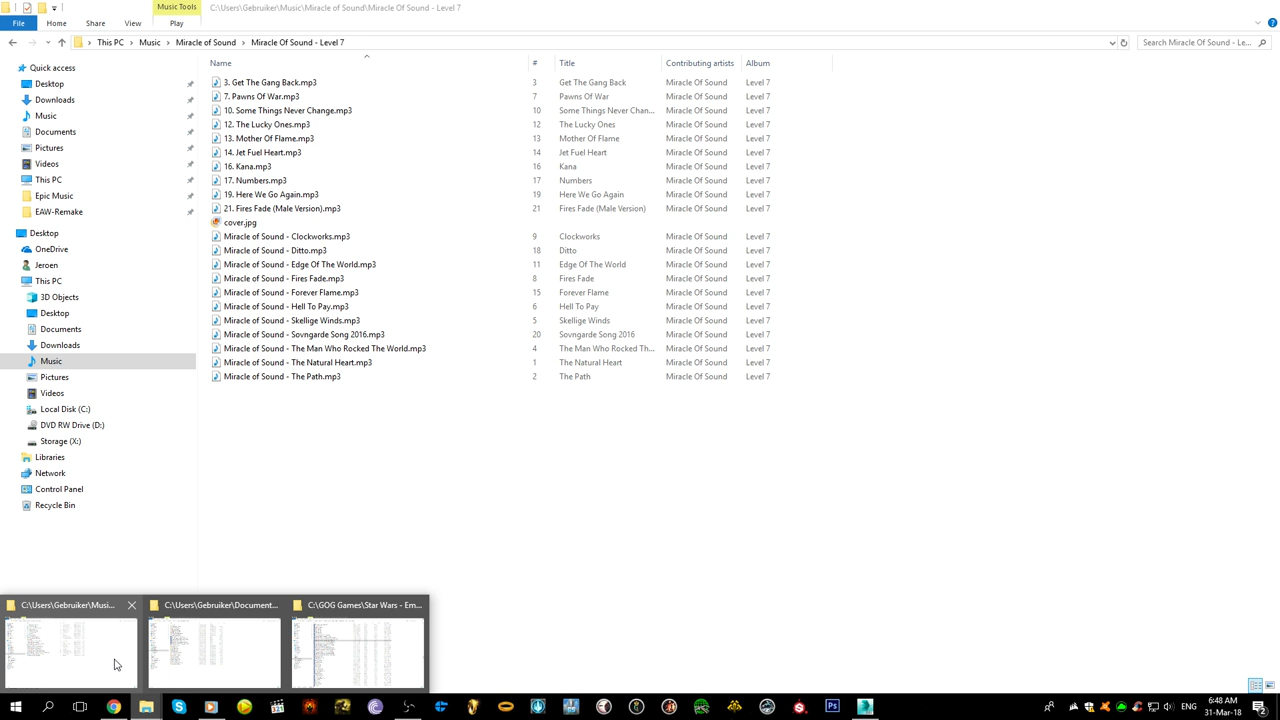 Music Tools
C:\Users\Gebruiker\Music\Miracle of Sound\Miracle Of Sound - Level 7
File Home Share View Play
This PC Music Miracle of Sound Miracle Of Sound - Level 7
Search Miracle Of Sound - Le...
Name # Title Contributing artists Album
Quick access
Desktop
Downloads
Music
Documents
Pictures
Videos
This PC
Epic Music
EAW-Remake
Desktop
OneDrive
Jeroen
This PC
3D Objects
Desktop
Documents
Downloads
Music
Pictures
Videos
Local Disk (C:)
DVD RW Drive (D:)
Storage (X:)
Libraries
Network
Control Panel
Recycle Bin
3. Get The Gang Back.mp3 3 Get The Gang Back Miracle Of Sound Level 7
7. Pawns Of War.mp3 7 Pawns Of War Miracle Of Sound Level 7
10. Some Things Never Change.mp3 10 Some Things Never Chan... Miracle Of Sound Level 7
12. The Lucky Ones.mp3 12 The Lucky Ones Miracle Of Sound Level 7
13. Mother Of Flame.mp3 13 Mother Of Flame Miracle Of Sound Level 7
14. Jet Fuel Heart.mp3 14 Jet Fuel Heart Miracle Of Sound Level 7
16. Kana.mp3 16 Kana Miracle Of Sound Level 7
17. Numbers.mp3 17 Numbers Miracle Of Sound Level 7
19. Here We Go Again.mp3 19 Here We Go Again Miracle Of Sound Level 7
21. Fires Fade (Male Version).mp3 21 Fires Fade (Male Version) Miracle Of Sound Level 7
cover.jpg
Miracle of Sound - Clockworks.mp3 9 Clockworks Miracle Of Sound Level 7
Miracle of Sound - Ditto.mp3 18 Ditto Miracle Of Sound Level 7
Miracle of Sound - Edge Of The World.mp3 11 Edge Of The World Miracle Of Sound Level 7
Miracle of Sound - Fires Fade.mp3 8 Fires Fade Miracle Of Sound Level 7
Miracle of Sound - Forever Flame.mp3 15 Forever Flame Miracle Of Sound Level 7
Miracle of Sound - Hell To Pay.mp3 6 Hell To Pay Miracle Of Sound Level 7
Miracle of Sound - Skellige Winds.mp3 5 Skellige Winds Miracle Of Sound Level 7
Miracle of Sound - Sovngarde Song 2016.mp3 20 Sovngarde Song 2016 Miracle Of Sound Level 7
Miracle of Sound - The Man Who Rocked The World.mp3 4 The Man Who Rocked Th... Miracle Of Sound Level 7
Miracle of Sound - The Natural Heart.mp3 1 The Natural Heart Miracle Of Sound Level 7
Miracle of Sound - The Path.mp3 2 The Path Miracle Of Sound Level 7
C:\Users\Gebruiker\Musi... C:\Users\Gebruiker\Document... C:\GOG Games\Star Wars - Em...
6:48 AM
31-Mar-18